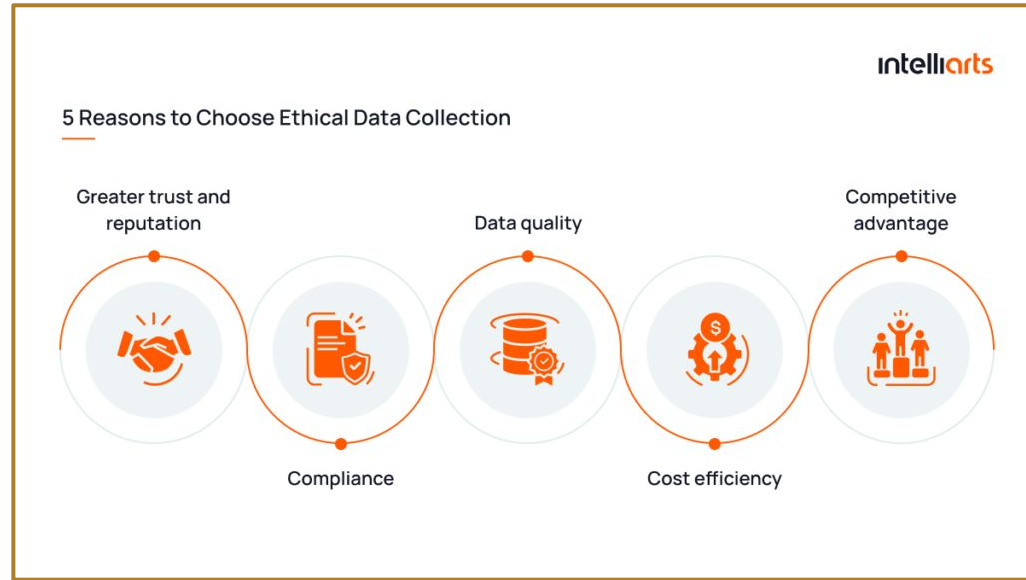 intelliarts
5 Reasons to Choose Ethical Data Collection
Greater trust and
reputation
Compliance
Data quality
Cost efficiency
Competitive
advantage
$